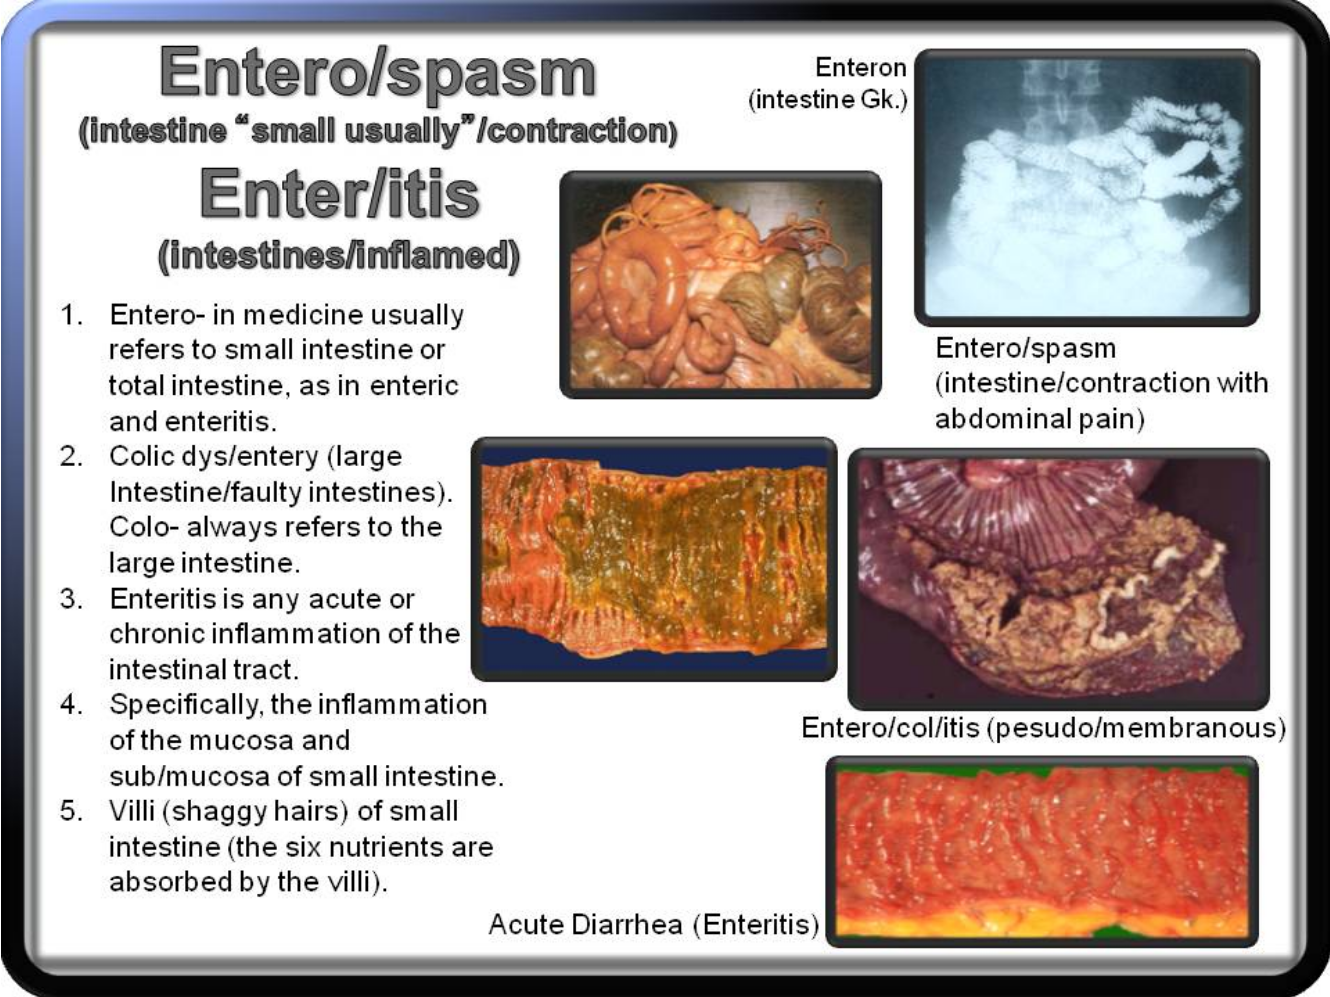 Entero/spasm
(intestine “small usually”/contraction)
Enter/itis
(intestines/inflamed)
Enteron
(intestine Gk.)
1. Entero- in medicine usually
refers to small intestine or
total intestine, as in enteric
and enteritis.
2. Colic dys/entery (large
Intestine/faulty intestines).
Colo- always refers to the
large intestine.
3. Enteritis is any acute or
chronic inflammation of the
intestinal tract.
4. Specifically, the inflammation
of the mucosa and
sub/mucosa of small intestine.
5. Villi (shaggy hairs) of small
intestine (the six nutrients are
absorbed by the villi).
Entero/spasm
(intestine/contraction with
abdominal pain)
Entero/col/itis (pesudo/membranous)
Acute Diarrhea (Enteritis)